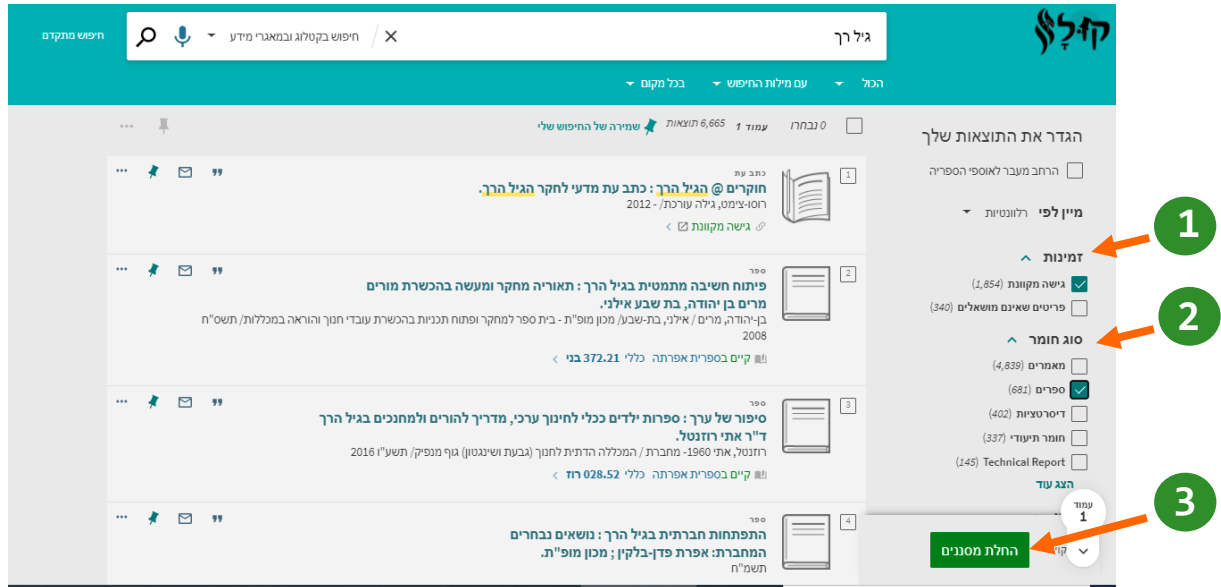 קולן
גיל רך
חיפוש בקטלוג ובמאגרי מידע
חיפוש מתקדם
הכול
עם מילות החיפוש
בכל מקום
הגדר את התוצאות שלך
הרחב מעבר לאוספי הספריה
מיין לפי רלוונטיות
זמינות
גישה מקוונת (1,854)
פריטים שאינם מושאלים (340)
סוג חומר
מאמרים (4,839)
ספרים (681)
דיסרטציות (402)
חומר תיעודי (337)
Technical Report (145)
הצג עוד
עמוד
1
החלת מסננים
1
2
3
0 נבחרו עמוד 1 6,665 תוצאות שמירה של החיפוש שלי
1
כתב עת
חוקרים @ הגיל הרך : כתב עת מדעי לחקר הגיל הרך.
רוסו-צימט, גילה עורכת/ - 2012
גישה מקוונת
2
ספר
פיתוח חשיבה מתמטית בגיל הרך : תאוריה מחקר ומעשה בהכשרת מורים
מרים בן יהודה, בת שבע אילני.
בן-יהודה, מרים / אילני, בת-שבע/ מכון מופ"ת - בית ספר למחקר ופתוח תכניות בהכשרת עובדי חנוך והוראה במכללות/ תשס"ח
2008
קיים בספרית אפרתה כללי 372.21 בני
3
ספר
סיפור של ערך : ספרות ילדים ככלי לחינוך ערכי, מדריך להורים ולמחנכים בגיל הרך
ד"ר אתי רוזנטל.
רוזנטל, אתי 1960- מחברת / המכללה הדתית לחנוך (גבעת ושינגטון) גוף מנפיק/ תשע"ו 2016
קיים בספרית אפרתה כללי 028.52 רוז
4
ספר
התפתחות חברתית בגיל הרך : נושאים נבחרים
המחברת: אפרת פדן-בלקין ; מכון מופ"ת.
תשמ"ח